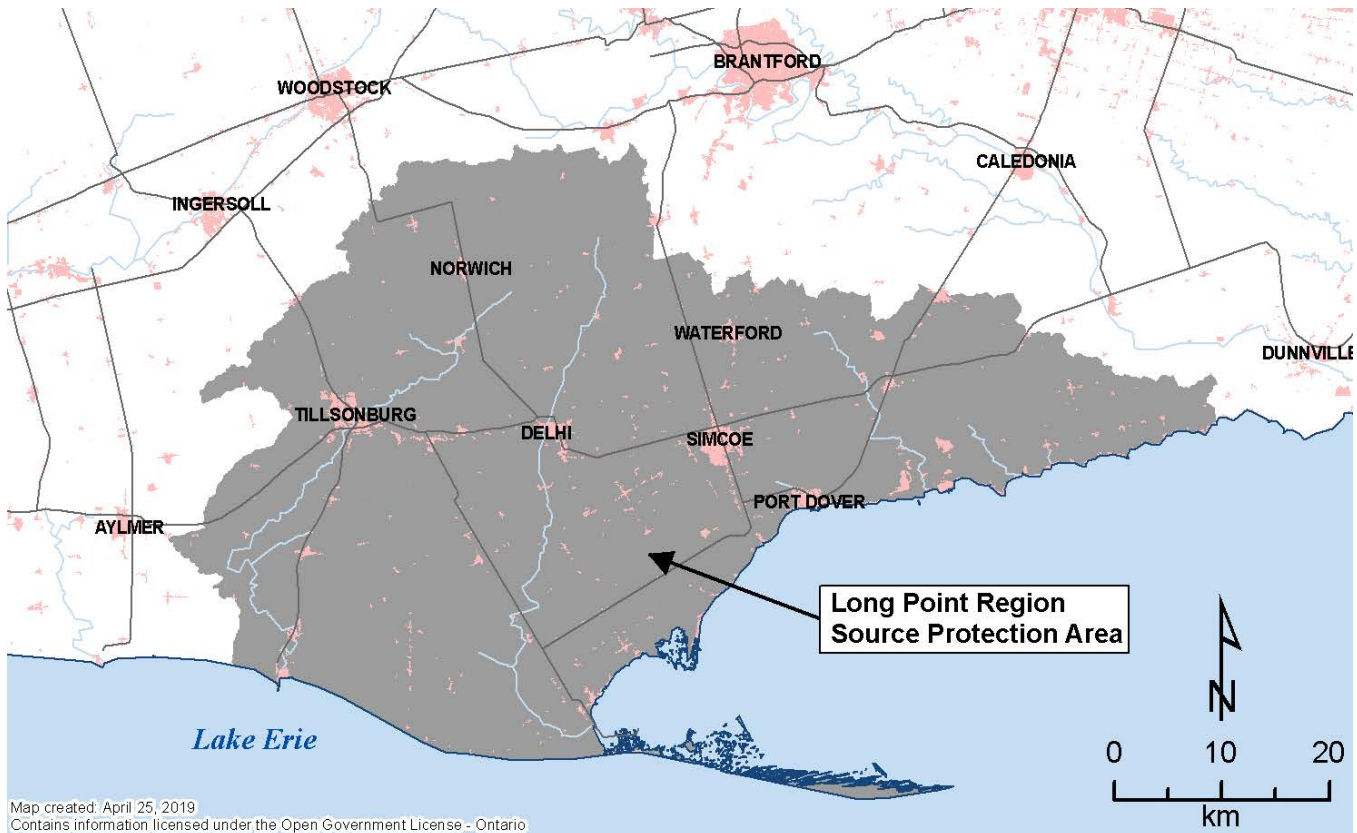 BRANTFORD
WOODSTOCK
CALEDONIA
INGERSOLL
NORWICH
WATERFORD
DUNNVILLE
TILLSONBURG
DELHI
SIMCOE
PORT DOVER
AYLMER
Long Point Region
Source Protection Area
N
Lake Erie
0 10 20
km
Map created: April 25, 2019
Contains information licensed under the Open Government License - Ontario